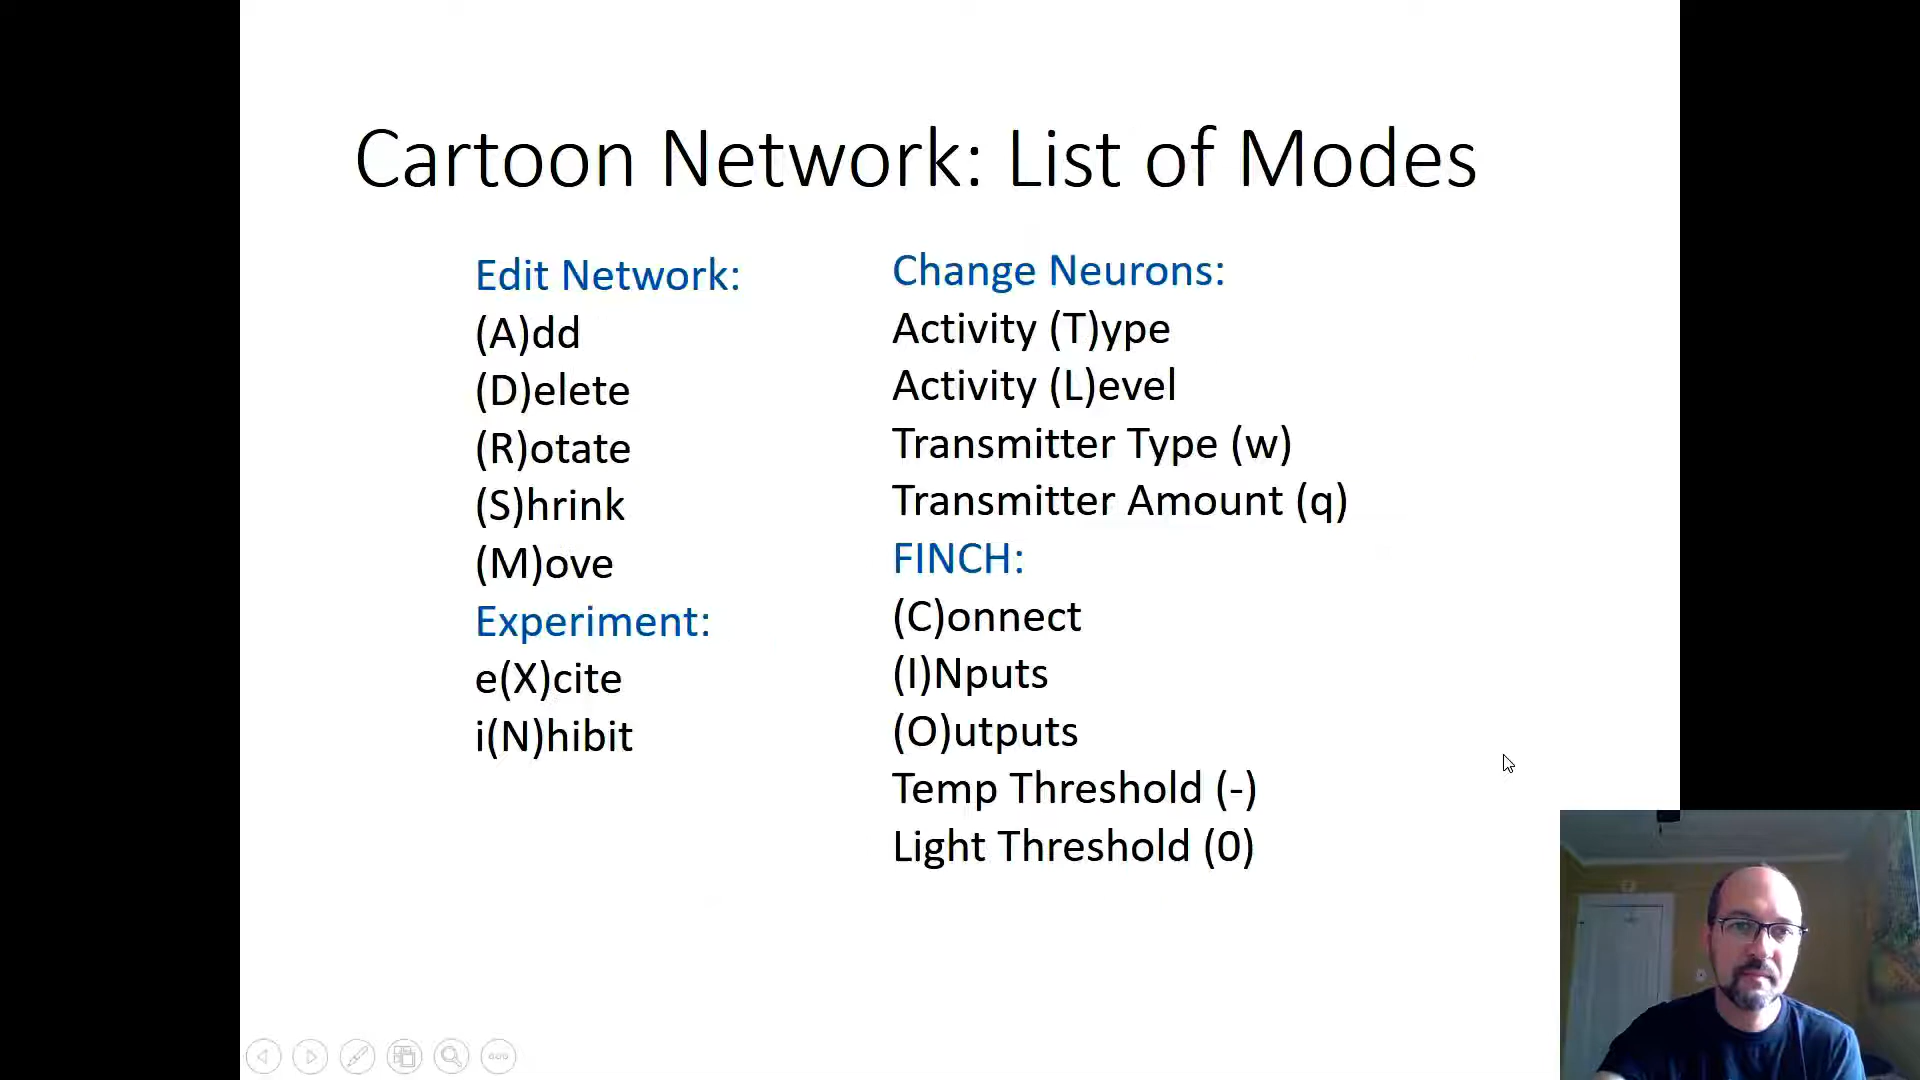 Cartoon Network: List of Modes
Edit Network:
(A)dd
(D)elete
(R)otate
(S)hrink
(M)ove
Experiment:
e(X)cite
i(N)hibit
Change Neurons:
Activity (T)ype
Activity (L)evel
Transmitter Type (w)
Transmitter Amount (q)
FINCH:
(C)onnect
(I)Nputs
(O)utputs
Temp Threshold (-)
Light Threshold (0)